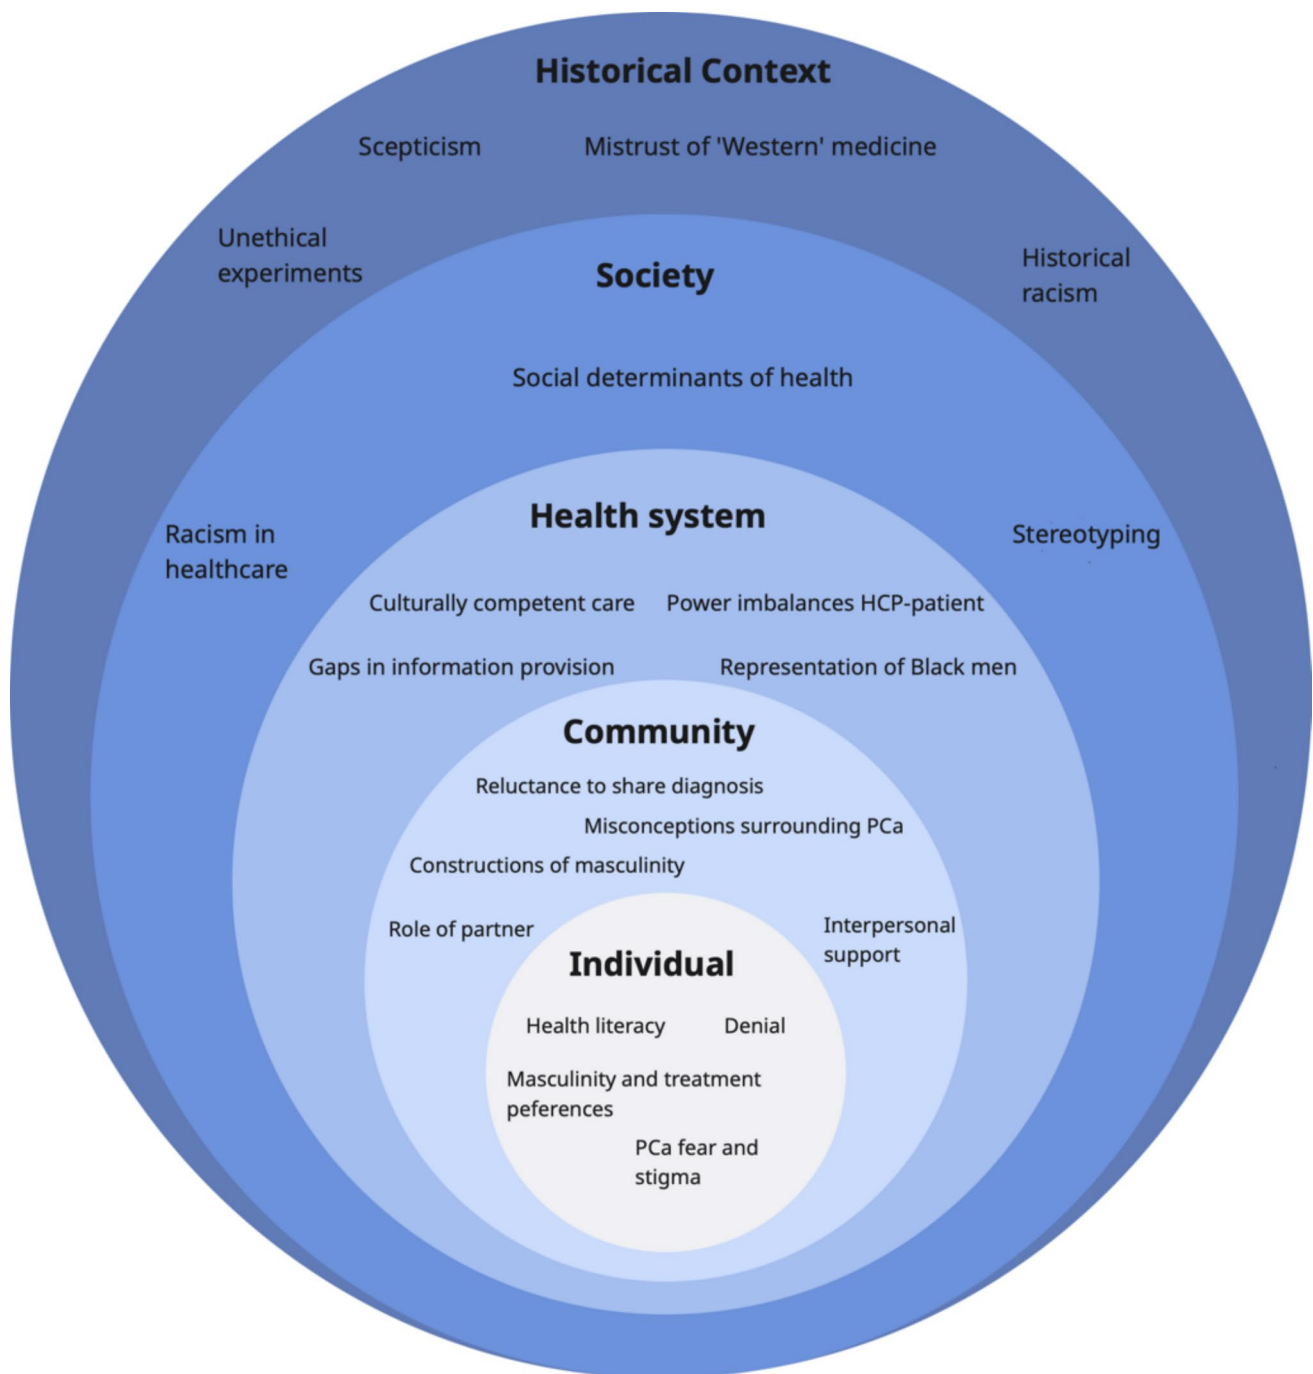 Historical Context
Scepticism
Mistrust of 'Western' medicine
Unethical
experiments
Historical
racism
Society
Social determinants of health
Racism in
healthcare
Stereotyping
Health system
Culturally competent care
Power imbalances HCP-patient
Gaps in information provision
Representation of Black men
Community
Reluctance to share diagnosis
Misconceptions surrounding PCa
Constructions of masculinity
Role of partner
Interpersonal
support
Individual
Health literacy
Denial
Masculinity and treatment
peferences
PCa fear and
stigma